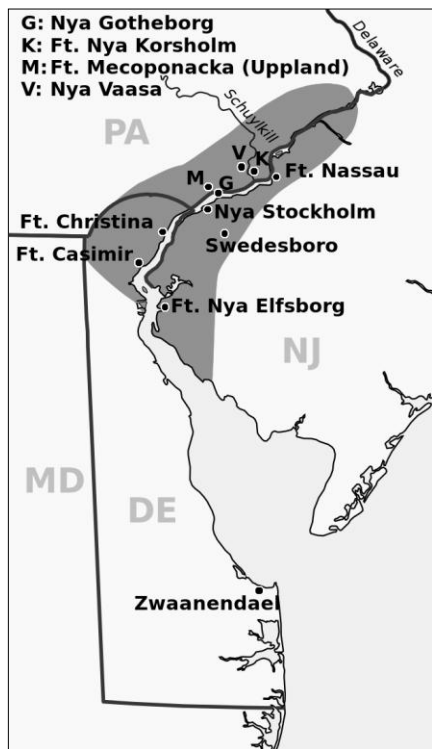 G: Nya Gotheborg
K: Ft. Nya Korsholm
M: Ft. Mecoponacka (Uppland)
V: Nya Vaasa
Delaware
Schuylkill
PA
V
K
M
G
Ft. Nassau
Ft. Christina
Nya Stockholm
Swedesboro
Ft. Casimir
Ft. Nya Elfsborg
NJ
MD
DE
Zwaanendael